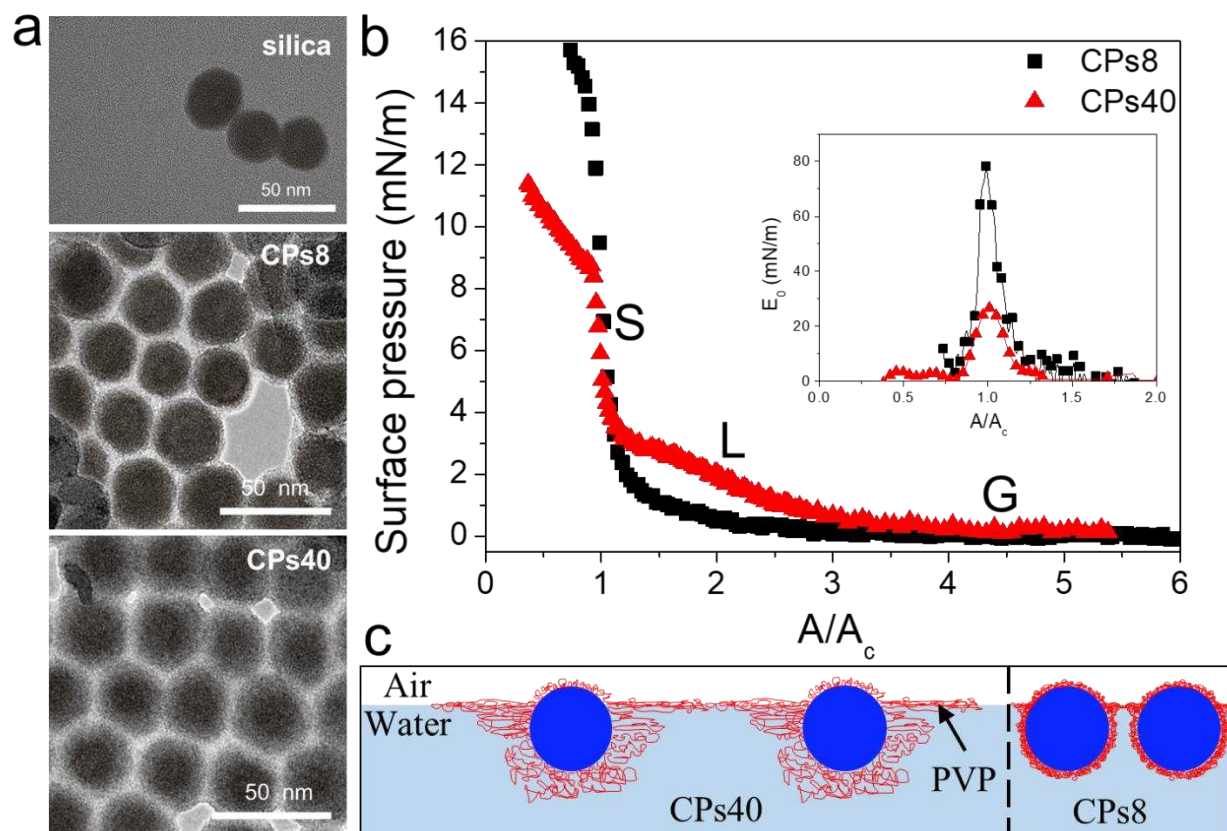 a
silica
50 nm
CPs8
50 nm
CPs40
50 nm
b
16
14
12
10
8
6
4
2
0
Surface pressure (mN/m)
0 1 2 3 4 5 6
A/Ac
CPs8
CPs40
S
L
G
80
60
40
20
0
E0 (mN/m)
0.0 0.5 1.0 1.5 2.0
A/Ac
c
Air
Water
PVP
CPs40
CPs8